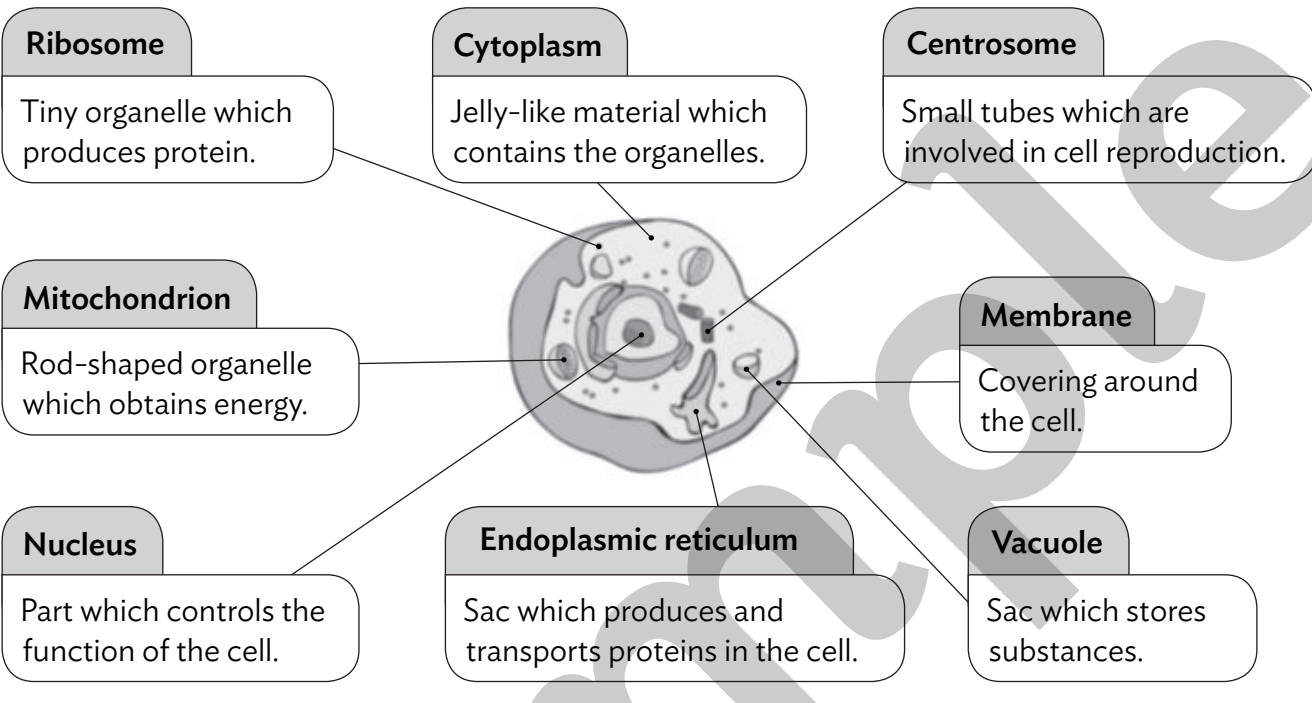 Ribosome
Tiny organelle which
produces protein.
Cytoplasm
Jelly-like material which
contains the organelles.
Centrosome
Small tubes which are
involved in cell reproduction.
Mitochondrion
Rod-shaped organelle
which obtains energy.
Membrane
Covering around
the cell.
Nucleus
Part which controls the
function of the cell.
Endoplasmic reticulum
Sac which produces and
transports proteins in the cell.
Vacuole
Sac which stores
substances.
mple